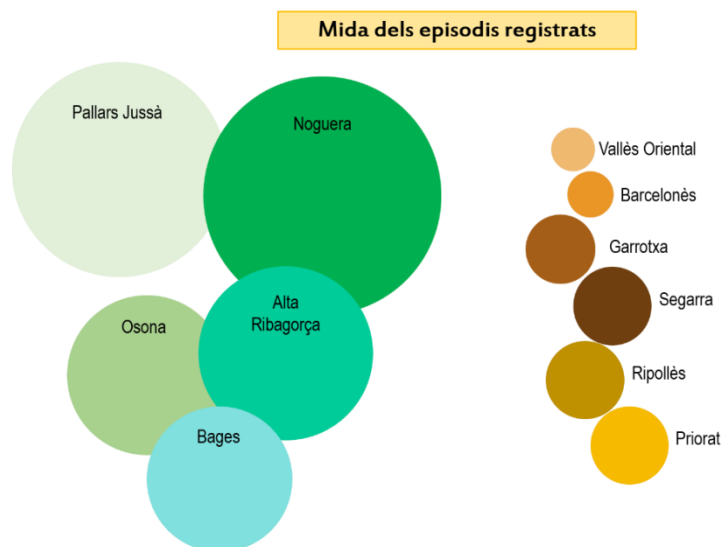 Mida dels episodis registrats
Pallars Jussà
Noguera
Alta
Ribagorça
Osona
Bages
Vallès Oriental
Barcelonès
Garrotxa
Segarra
Ripollès
Priorat